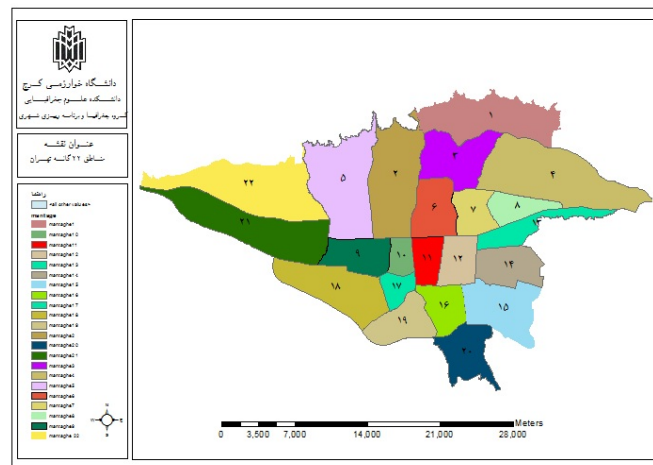 دانشگاه خوارزمی کرج
دانشکده علوم جغرافیایی
گروه جغرافیا و برنامه ریزی شهری
عنوان نقشه
مناطق ۲۲ گانه تهران
راهنما
<all other values>
mantaghe
mantaghe1
mantaghe10
mantaghe11
mantaghe12
mantaghe13
mantaghe14
mantaghe15
mantaghe16
mantaghe17
mantaghe18
mantaghe19
mantaghe2
mantaghe20
mantaghe21
mantaghe3
mantaghe4
mantaghe5
mantaghe6
mantaghe7
mantaghe8
mantaghe9
mantaghe 22
N
W E
S
۱
۳
۴
۲
۵
۲۲
۶
۷
۸
۱۳
۲۱
۹
۱۰
۱۱
۱۲
۱۴
۱۸
۱۷
۱۶
۱۵
۱۹
۲۰
Meters
0 3,500 7,000 14,000 21,000 28,000